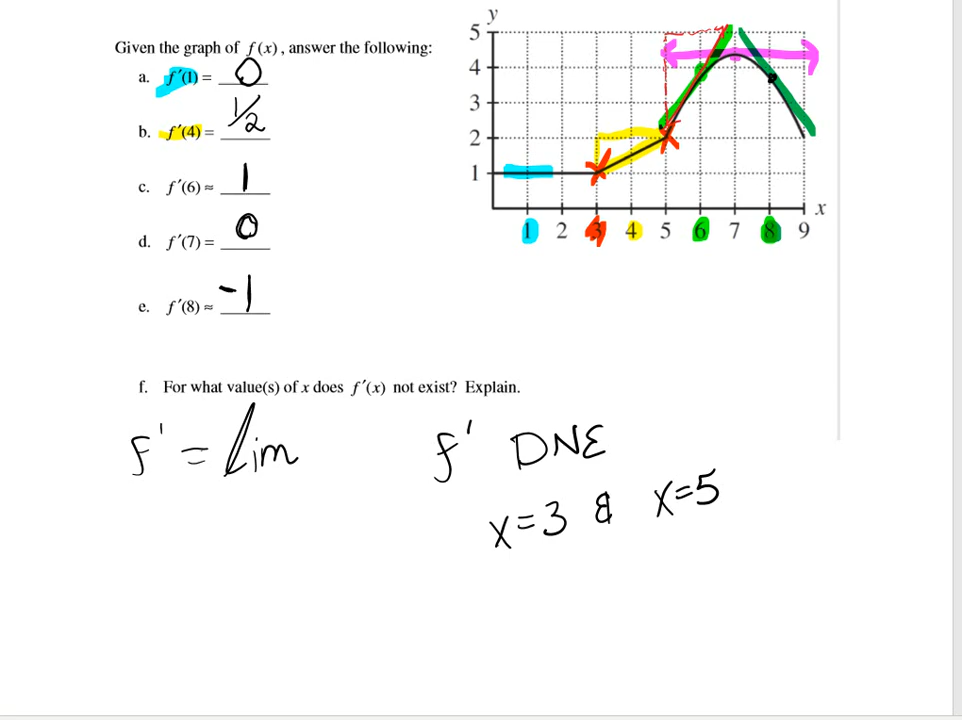 Given the graph of f(x), answer the following:
a. f′(1) = 0
b. f′(4) = 1/2
c. f′(6) ≈ 1
d. f′(7) = 0
e. f′(8) ≈ -1
y
5
4
3
2
1
1 2 3 4 5 6 7 8 9 x
f. For what value(s) of x does f′(x) not exist? Explain.
f' = lim
f' DNE
x=3 & x=5